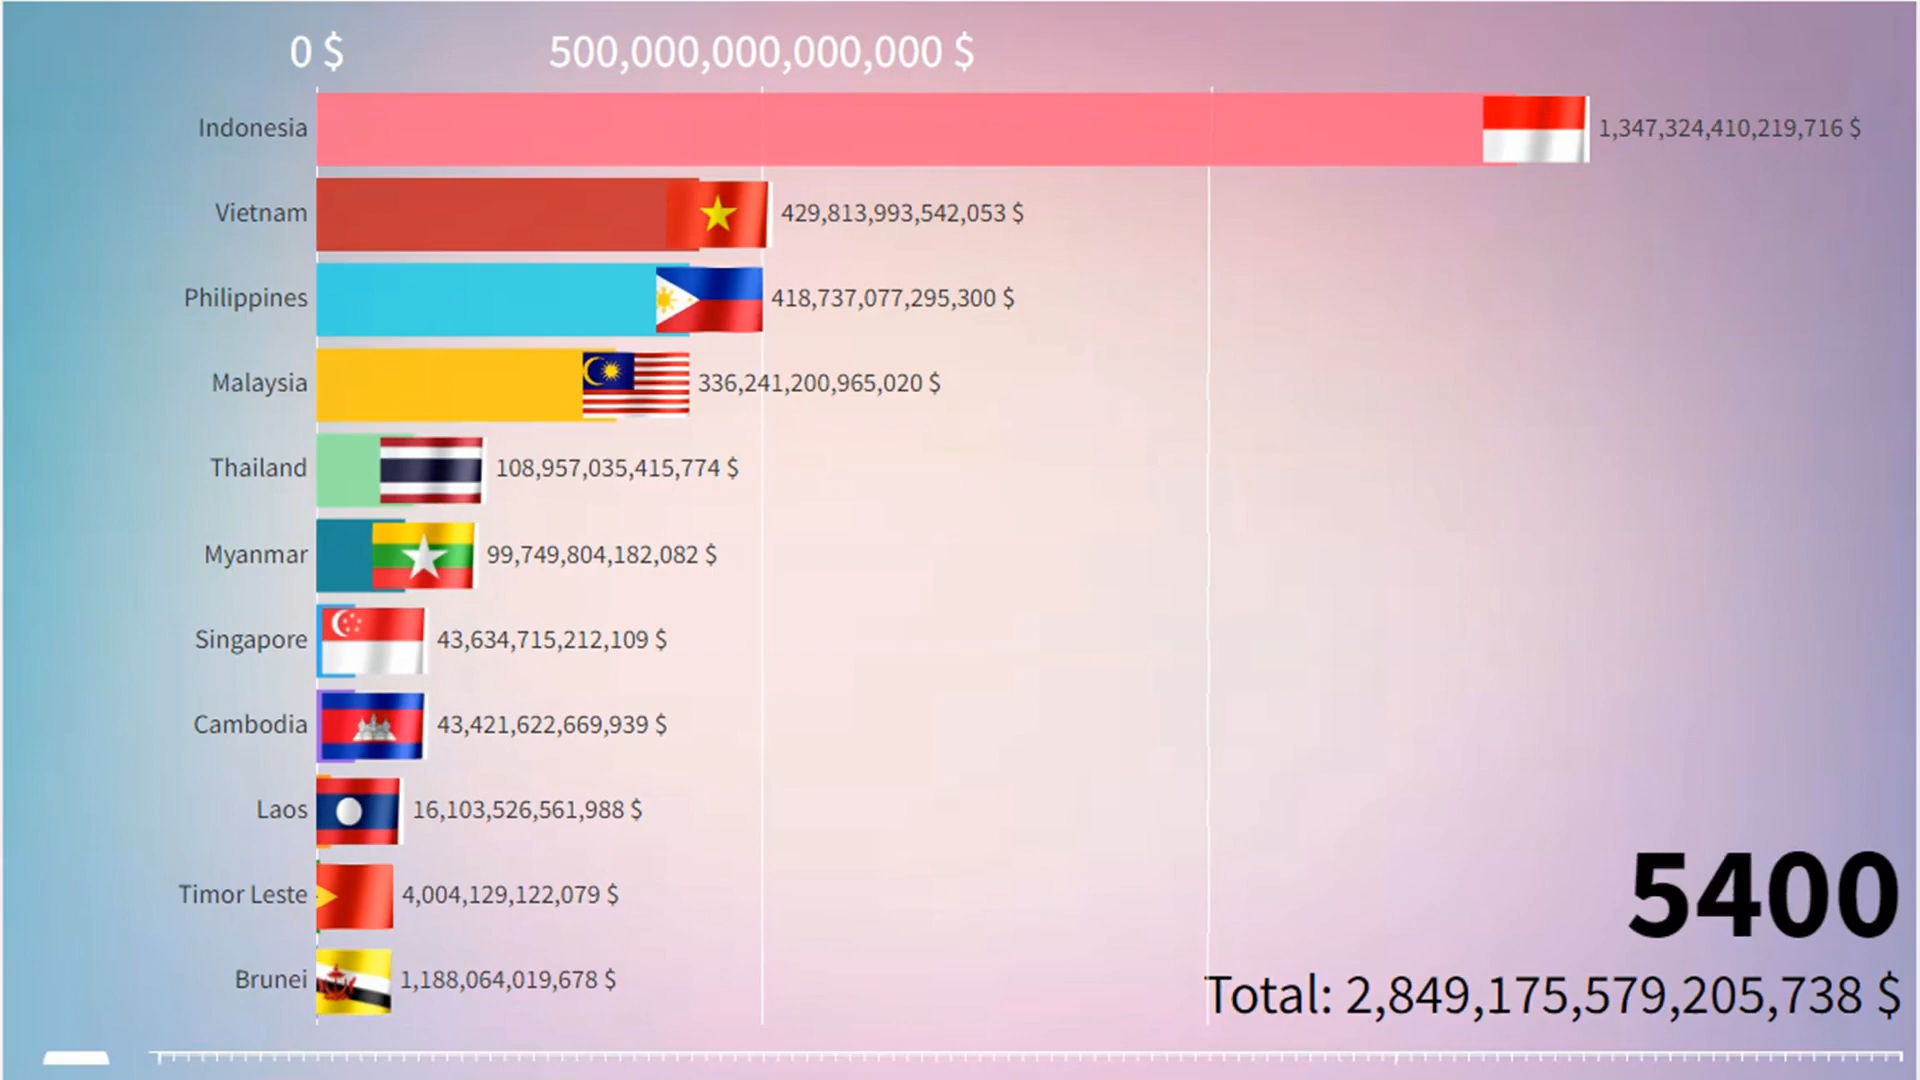 0 $ 500,000,000,000,000 $
Indonesia 1,347,324,410,219,716 $
Vietnam 429,813,993,542,053 $
Philippines 418,737,077,295,300 $
Malaysia 336,241,200,965,020 $
Thailand 108,957,035,415,774 $
Myanmar 99,749,804,182,082 $
Singapore 43,634,715,212,109 $
Cambodia 43,421,622,669,939 $
Laos 16,103,526,561,988 $
Timor Leste 4,004,129,122,079 $
Brunei 1,188,064,019,678 $
5400
Total: 2,849,175,579,205,738 $